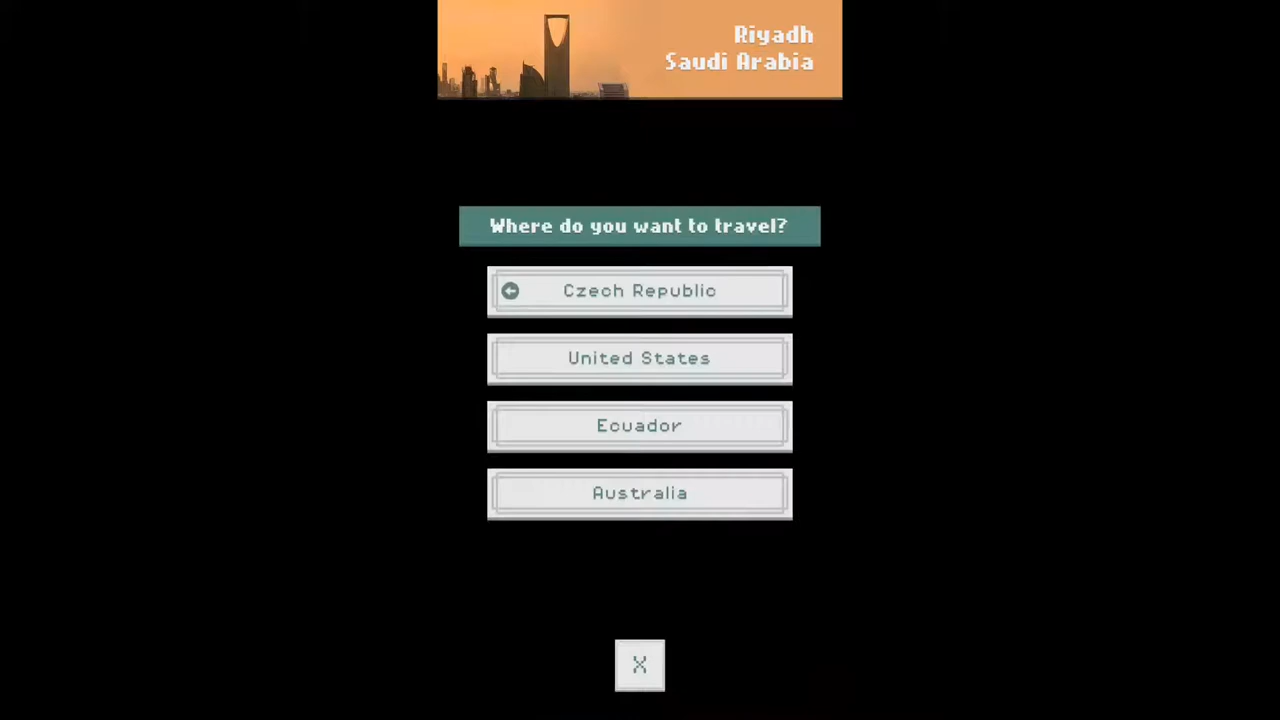 Riyadh
Saudi Arabia
Where do you want to travel?
Czech Republic
United States
Ecuador
Australia
X